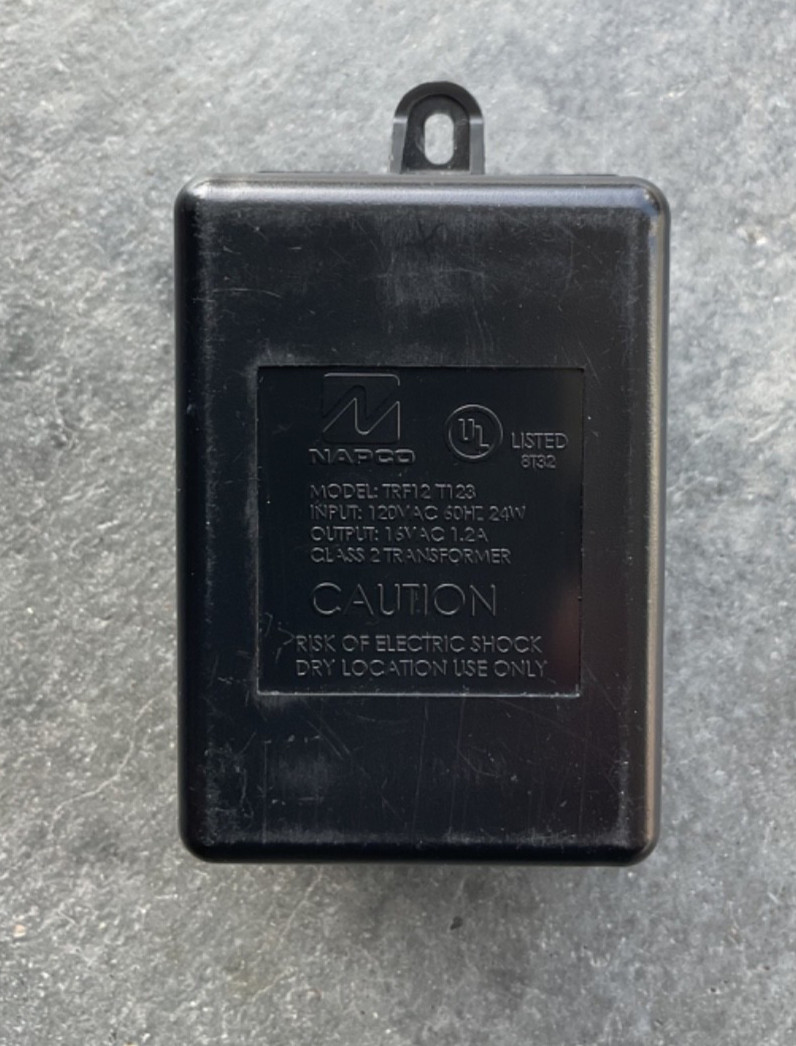 NAPCO
UL LISTED
8T32
MODEL: TRF12 T123
INPUT: 120VAC 60HZ 24W
OUTPUT: 16VAC 1.2A
CLASS 2 TRANSFORMER
CAUTION
RISK OF ELECTRIC SHOCK
DRY LOCATION USE ONLY